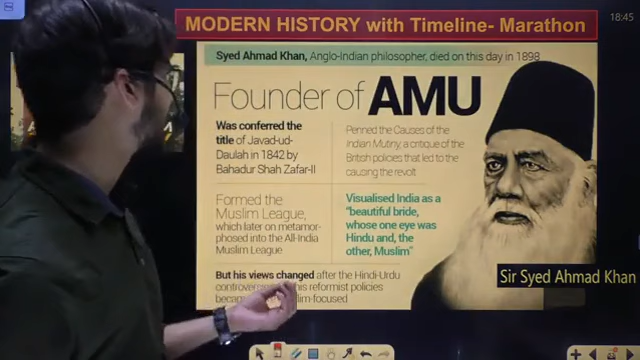 MODERN HISTORY with Timeline- Marathon
18:45
Syed Ahmad Khan, Anglo-Indian philosopher, died on this day in 1898
Founder of AMU
Was conferred the
title of Javad-ud-
Daulah in 1842 by
Bahadur Shah Zafar-II
Penned the Causes of the
Indian Mutiny, a critique of the
British policies that led to the
causing the revolt
Formed the
Muslim League,
which later on metamor-
phosed into the All-India
Muslim League
Visualised India as a
"beautiful bride,
whose one eye was
Hindu and, the
other, Muslim"
But his views changed after the Hindi-Urdu
his reformist policies
Sir Syed Ahmad Khan